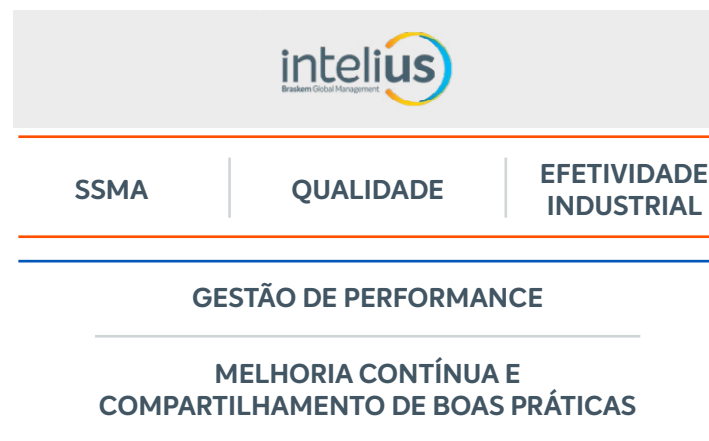 intelius
Braskem Global Management
SSMA
QUALIDADE
EFETIVIDADE
INDUSTRIAL
GESTÃO DE PERFORMANCE
MELHORIA CONTÍNUA E
COMPARTILHAMENTO DE BOAS PRÁTICAS